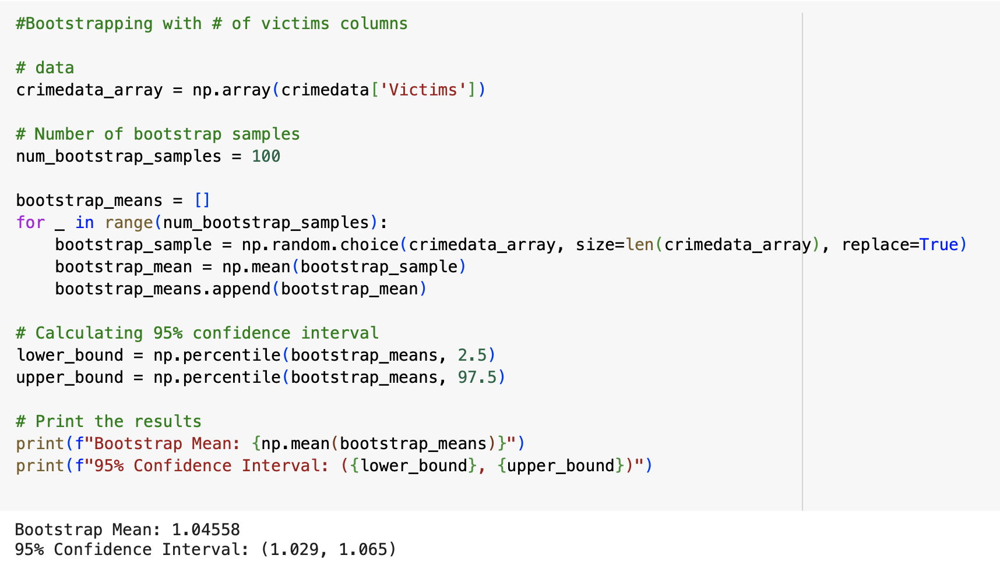 #Bootstrapping with # of victims columns
# data
crimedata_array = np.array(crimedata['Victims'])
# Number of bootstrap samples
num_bootstrap_samples = 100
bootstrap_means = []
for _ in range(num_bootstrap_samples):
    bootstrap_sample = np.random.choice(crimedata_array, size=len(crimedata_array), replace=True)
    bootstrap_mean = np.mean(bootstrap_sample)
    bootstrap_means.append(bootstrap_mean)
# Calculating 95% confidence interval
lower_bound = np.percentile(bootstrap_means, 2.5)
upper_bound = np.percentile(bootstrap_means, 97.5)
# Print the results
print(f"Bootstrap Mean: {np.mean(bootstrap_means)}")
print(f"95% Confidence Interval: ({lower_bound}, {upper_bound})")
Bootstrap Mean: 1.04558
95% Confidence Interval: (1.029, 1.065)